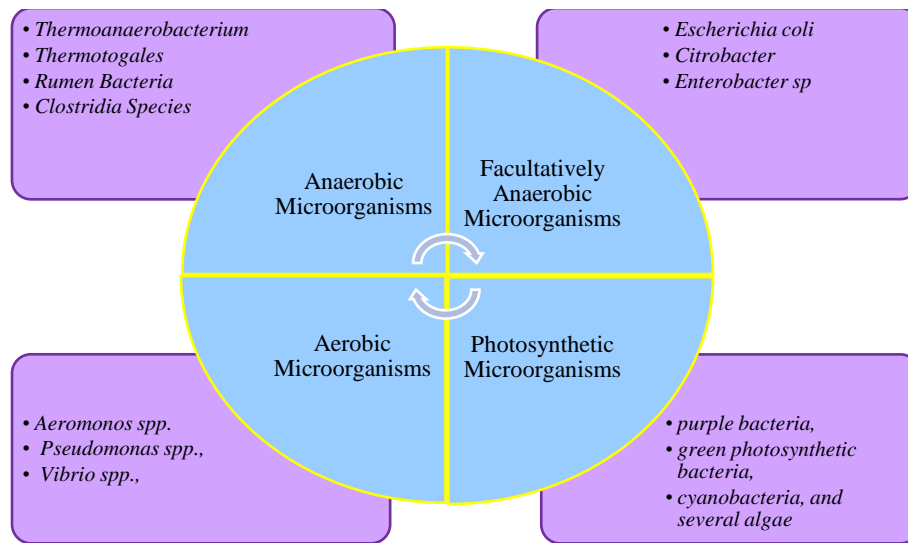 • Thermoanaerobacterium
• Thermotogales
• Rumen Bacteria
• Clostridia Species
• Escherichia coli
• Citrobacter
• Enterobacter sp
Anaerobic
Microorganisms
Facultatively
Anaerobic
Microorganisms
Aerobic
Microorganisms
Photosynthetic
Microorganisms
• Aeromonos spp.
• Pseudomonas spp.,
• Vibrio spp.,
• purple bacteria,
• green photosynthetic
bacteria,
• cyanobacteria, and
several algae